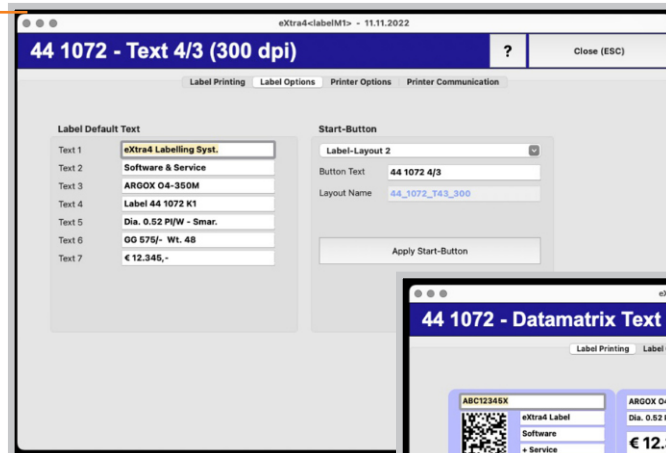 eXtra4<labelM1> - 11.11.2022
44 1072 - Text 4/3 (300 dpi)
? Close (ESC)
Label Printing Label Options Printer Options Printer Communication
Label Default Text
Text 1 eXtra4 Labelling Syst.
Text 2 Software & Service
Text 3 ARGOX O4-350M
Text 4 Label 44 1072 K1
Text 5 Dia. 0.52 PI/W - Smar.
Text 6 GG 575/- Wt. 48
Text 7 € 12.345,-
Start-Button
Label-Layout 2
Button Text 44 1072 4/3
Layout Name 44_1072_T43_300
Apply Start-Button
44 1072 - Datamatrix Text
Label Printing Label
ABC12345X
eXtra4 Label
Software
+ Service
ARGOX
Dia. 0.52
€ 12.